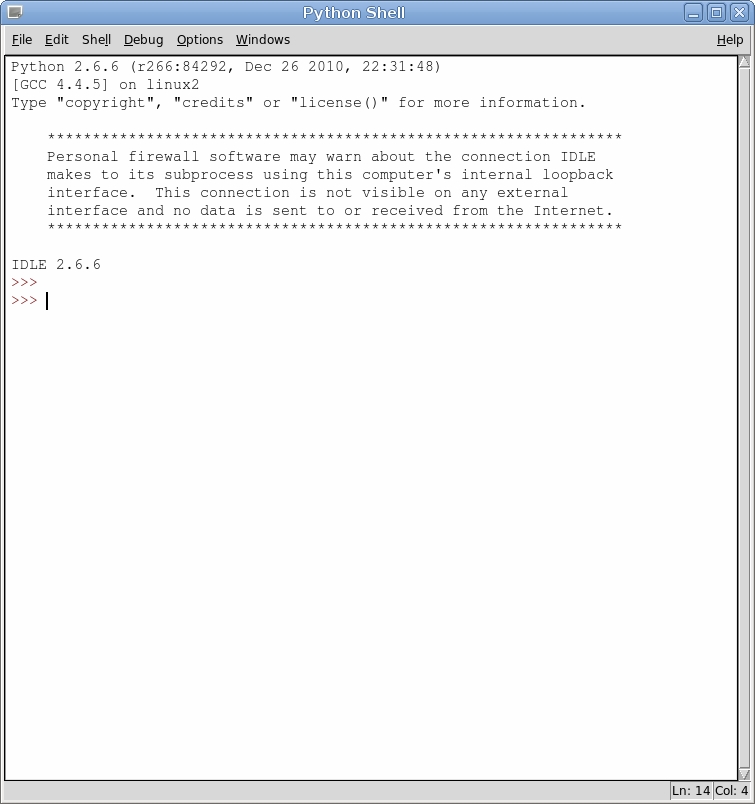 Python Shell
File Edit Shell Debug Options Windows Help
Python 2.6.6 (r266:84292, Dec 26 2010, 22:31:48)
[GCC 4.4.5] on linux2
Type "copyright", "credits" or "license()" for more information.
****************************************************************
Personal firewall software may warn about the connection IDLE
makes to its subprocess using this computer's internal loopback
interface.  This connection is not visible on any external
interface and no data is sent to or received from the Internet.
****************************************************************
IDLE 2.6.6
>>>
>>>
Ln: 14 Col: 4